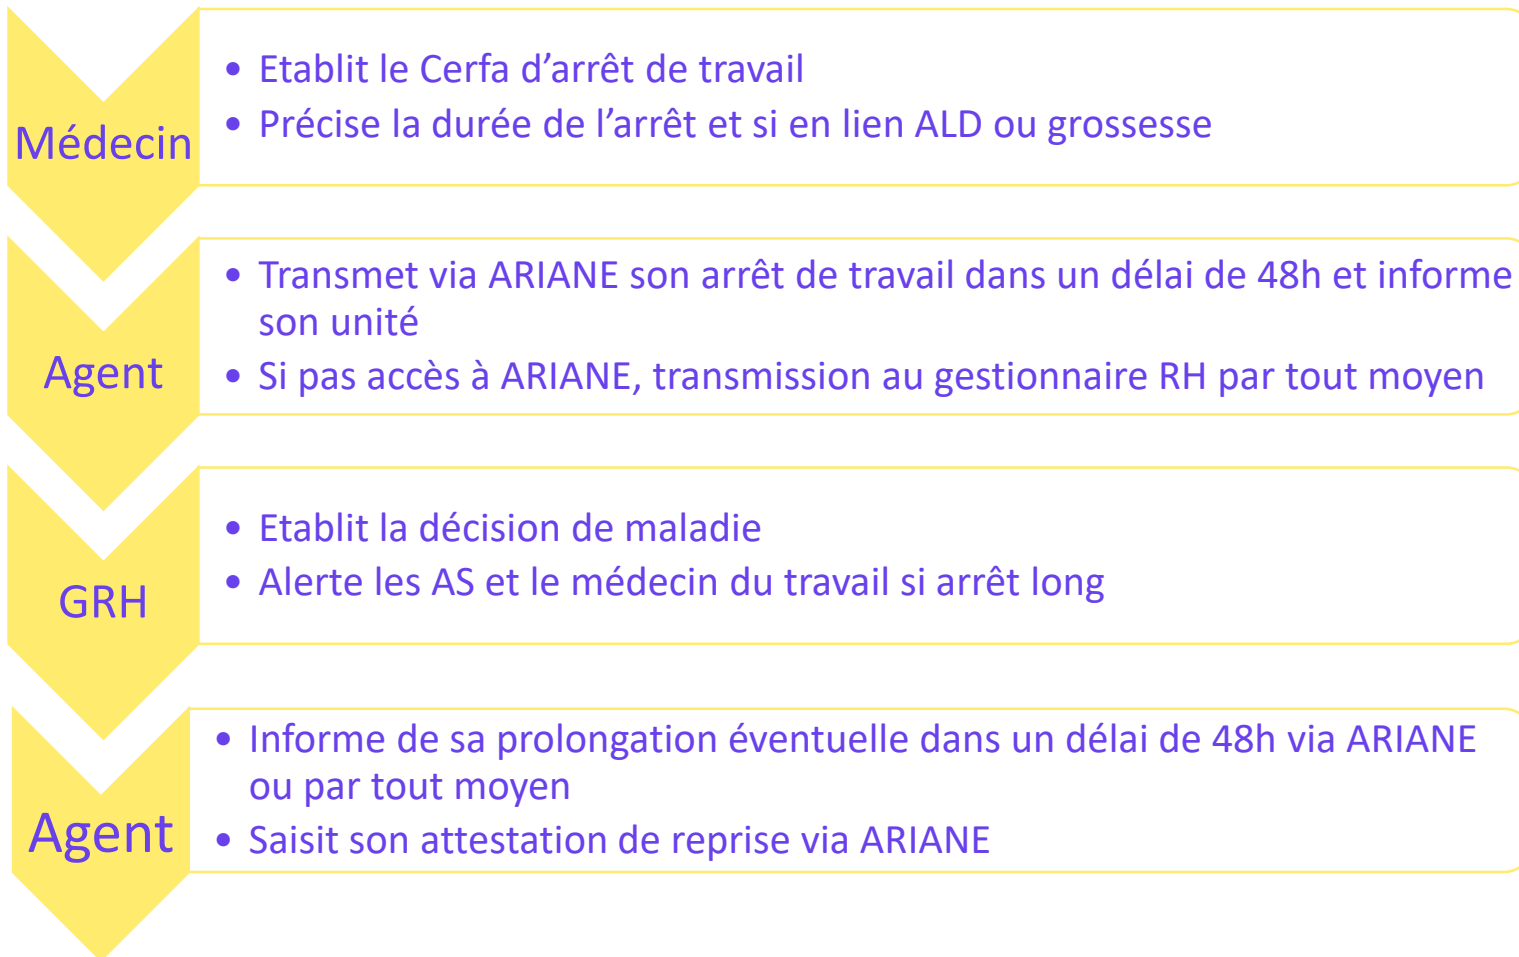 Médecin
• Etablit le Cerfa d’arrêt de travail
• Précise la durée de l’arrêt et si en lien ALD ou grossesse
Agent
• Transmet via ARIANE son arrêt de travail dans un délai de 48h et informe
son unité
• Si pas accès à ARIANE, transmission au gestionnaire RH par tout moyen
GRH
• Etablit la décision de maladie
• Alerte les AS et le médecin du travail si arrêt long
Agent
• Informe de sa prolongation éventuelle dans un délai de 48h via ARIANE
ou par tout moyen
• Saisit son attestation de reprise via ARIANE